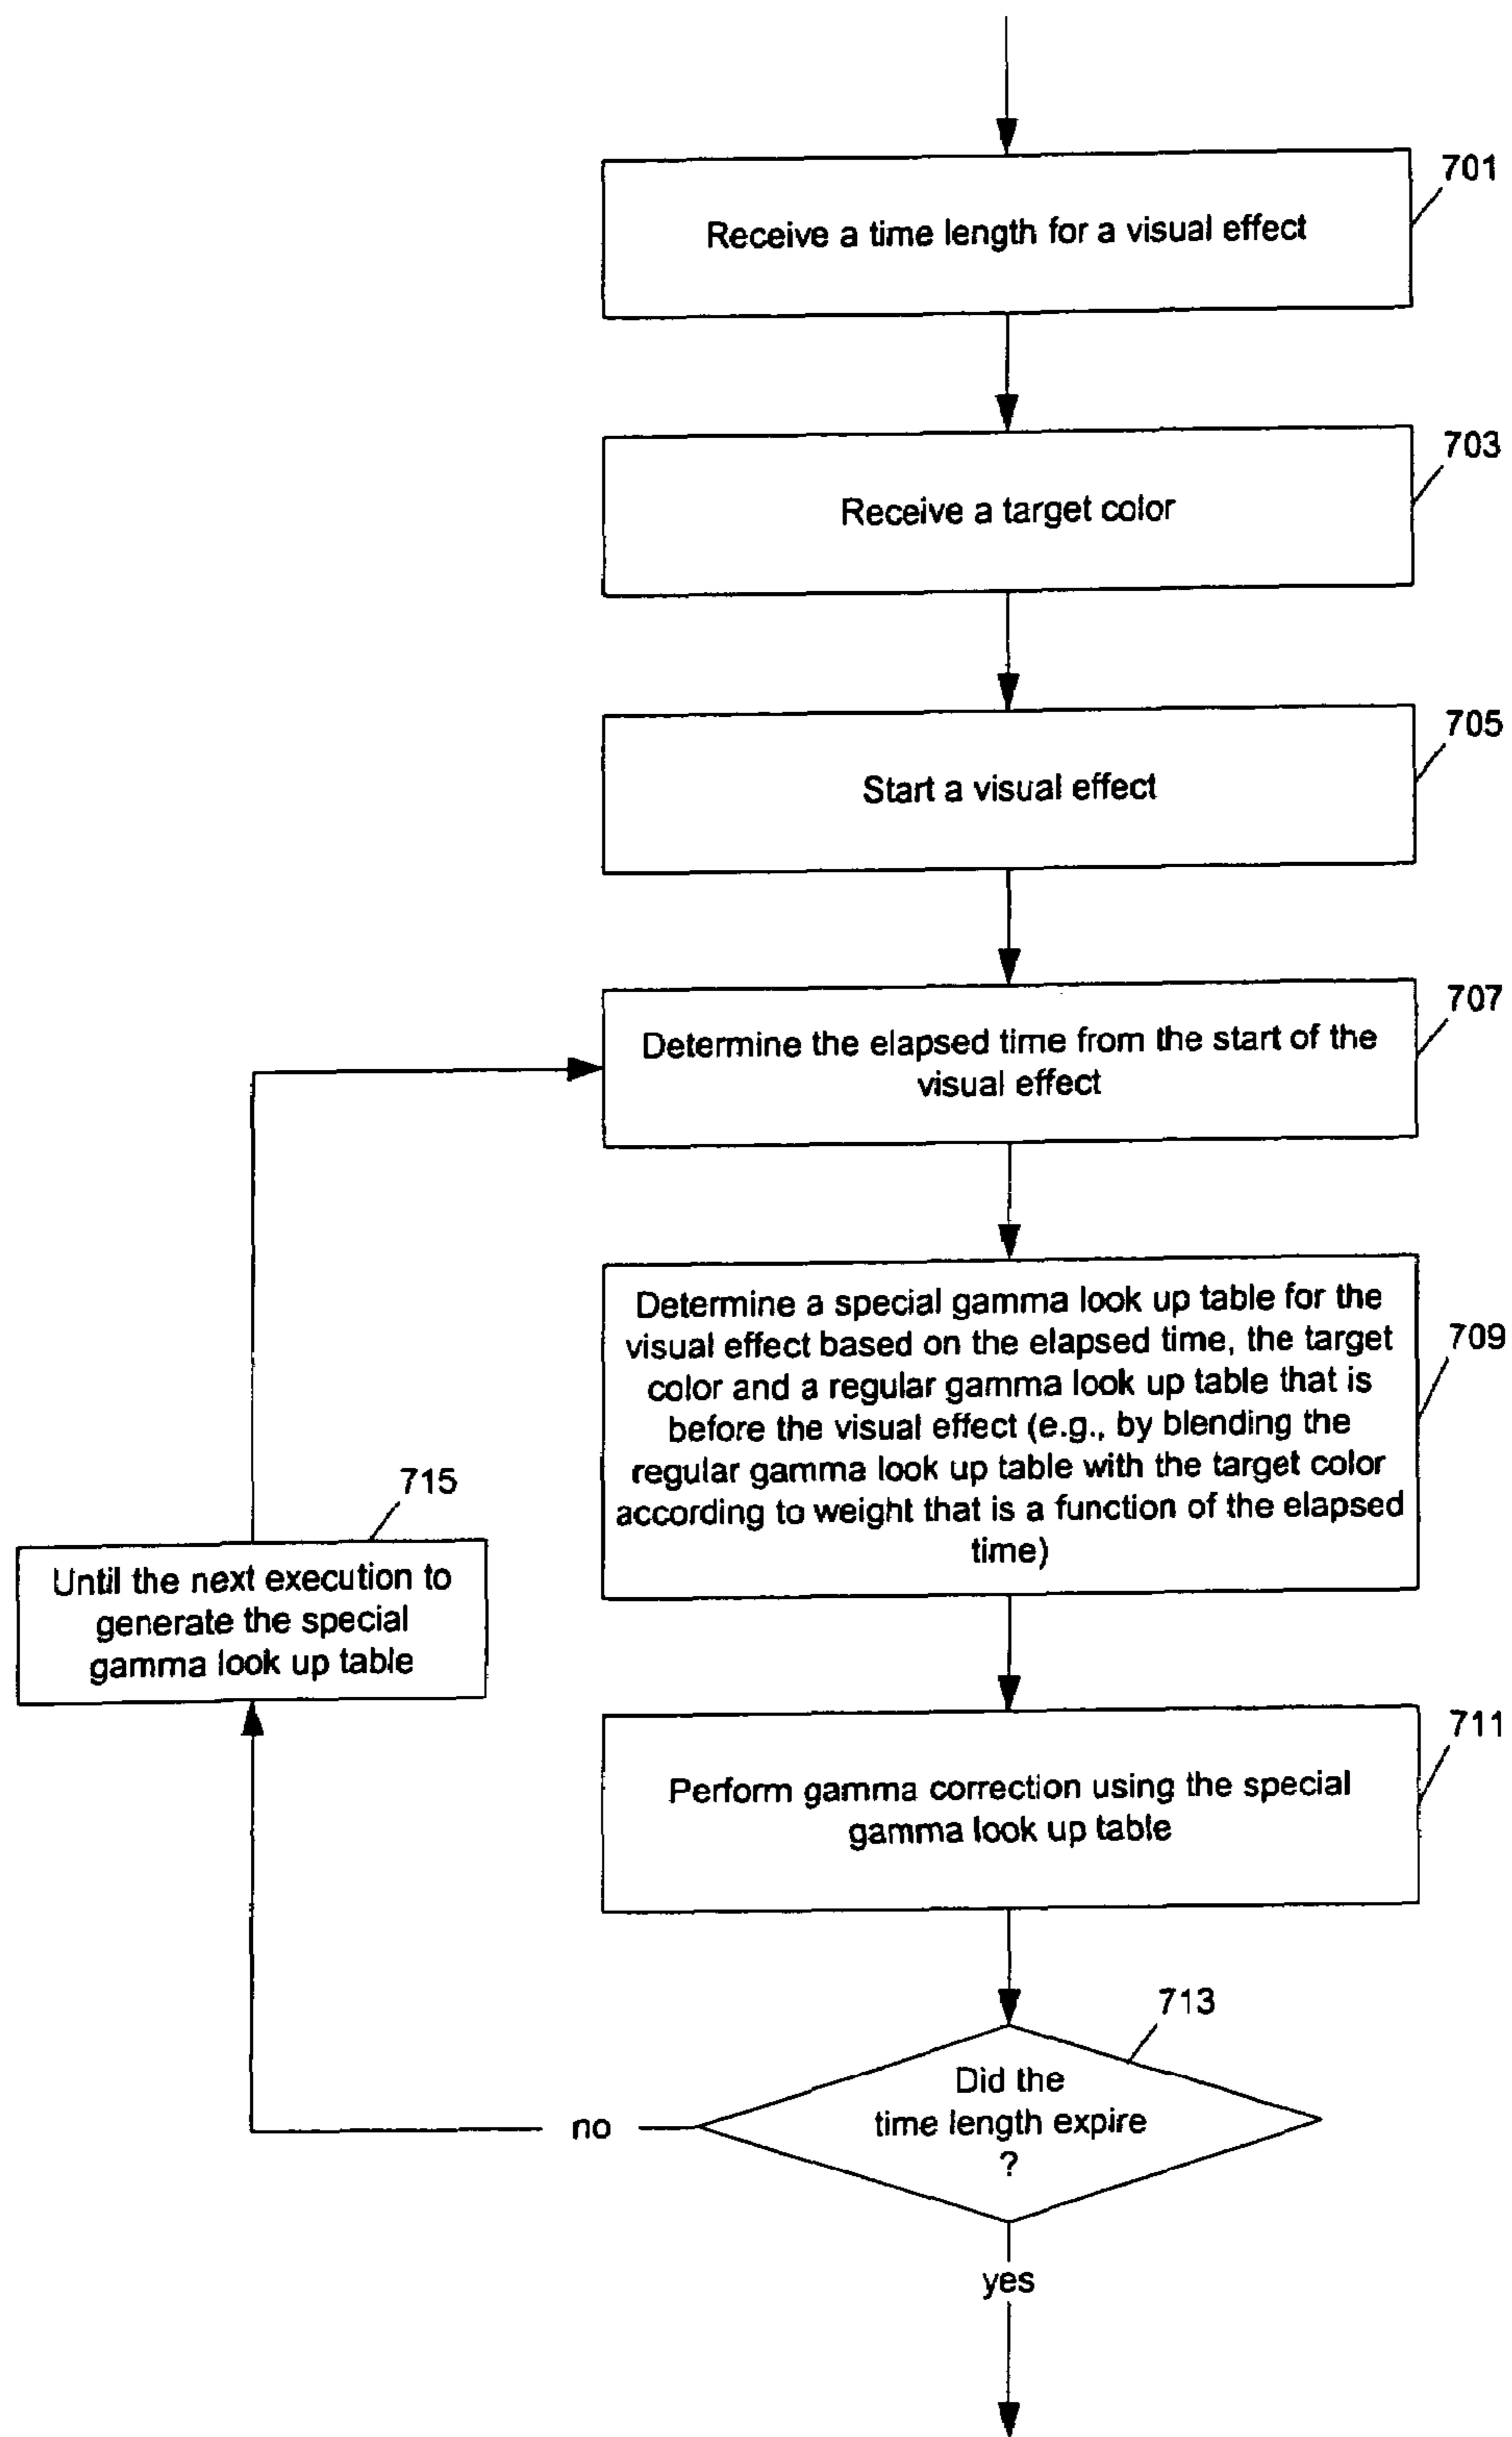 701
Receive a time length for a visual effect
703
Receive a target color
705
Start a visual effect
707
Determine the elapsed time from the start of the
visual effect
709
Determine a special gamma look up table for the
visual effect based on the elapsed time, the target
color and a regular gamma look up table that is
before the visual effect (e.g., by blending the
regular gamma look up table with the target color
according to weight that is a function of the elapsed
time)
715
Until the next execution to
generate the special
gamma look up table
711
Perform gamma correction using the special
gamma look up table
713
Did the
time length expire
?
no
yes